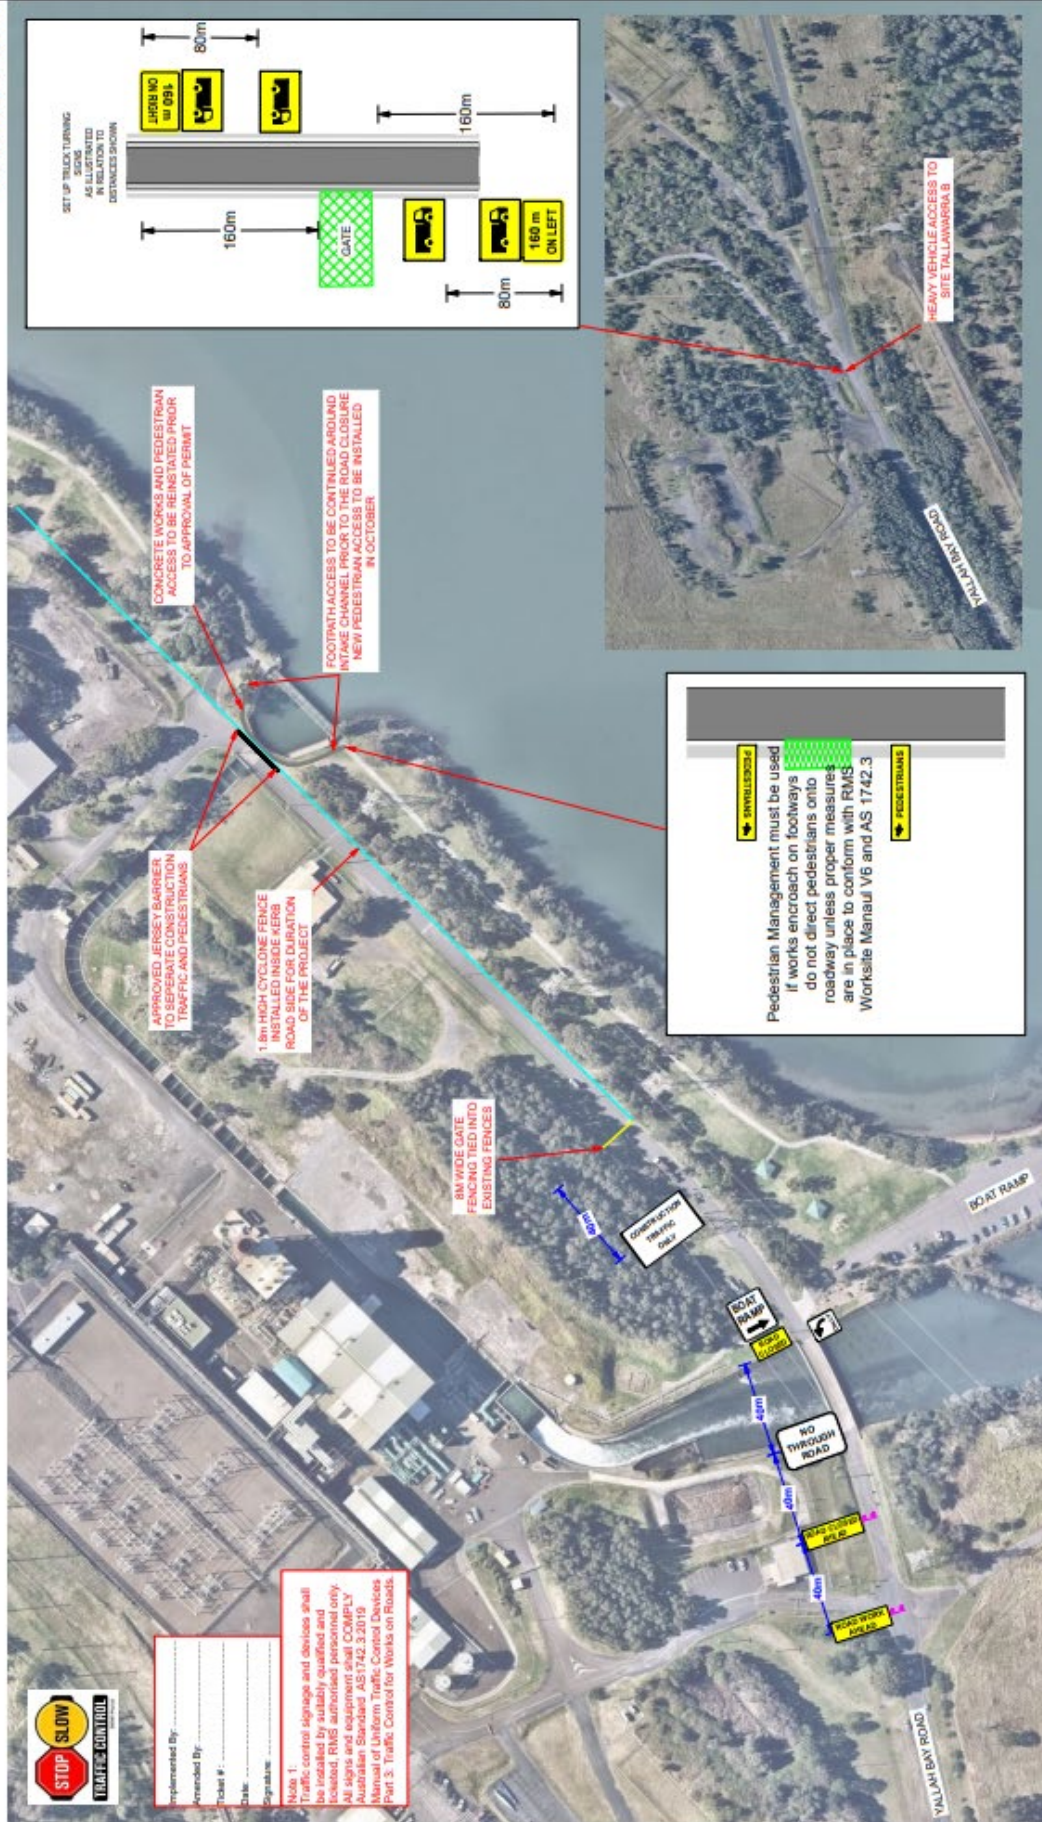 STOP
SLOW
TRAFFIC CONTROL
Implemented By:
Amended By:
Ticket #:
Date:
Signature:
Note 1:
Traffic control signage and devices shall
be installed by suitably qualified and
ticketed, RMS authorised personnel only.
All signs and equipment shall COMPLY
Australian Standard AS1742.3:2019
Manual of Uniform Traffic Control Devices
Part 3: Traffic Control for Works on Roads.
APPROVED JERSEY BARRIER
TO SEPERATE CONSTRUCTION
TRAFFIC AND PEDESTRIANS
1.8m HIGH CYCLONE FENCE
INSTALLED INSIDE KERB
ROAD SIDE FOR DURATION
OF THE PROJECT
8M WIDE GATE
FENCING TIED INTO
EXISTING FENCES
CONCRETE WORKS AND PEDESTRIAN
ACCESS TO BE REINSTATED PRIOR
TO APPROVAL OF PERMIT
FOOTPATH ACCESS TO BE CONTINUED AROUND
INTAKE CHANNEL PRIOR TO THE ROAD CLOSURE
NEW PEDESTRIAN ACCESS TO BE INSTALLED
IN OCTOBER
SET UP TRUCK TURNING
SIGNS
AS ILLUSTRATED
IN RELATION TO
DISTANCES SHOWN
160 m
ON RIGHT
80m
160m
GATE
160m
80m
160 m
ON LEFT
HEAVY VEHICLE ACCESS TO
SITE TALLAWARRA B
YALLAH BAY ROAD
PEDESTRIANS
Pedestrian Management must be used
if works encroach on footways
do not direct pedestrians onto
roadway unless proper measures
are in place to conform with RMS
Worksite Manaul V6 and AS 1742.3
PEDESTRIANS
CONSTRUCTION
TRAFFIC
ONLY
BOAT
RAMP
ROAD
CLOSED
40m
NO
THROUGH
ROAD
40m
AHEAD
40m
ROAD WORK
AHEAD
BOAT RAMP
YALLAH BAY ROAD